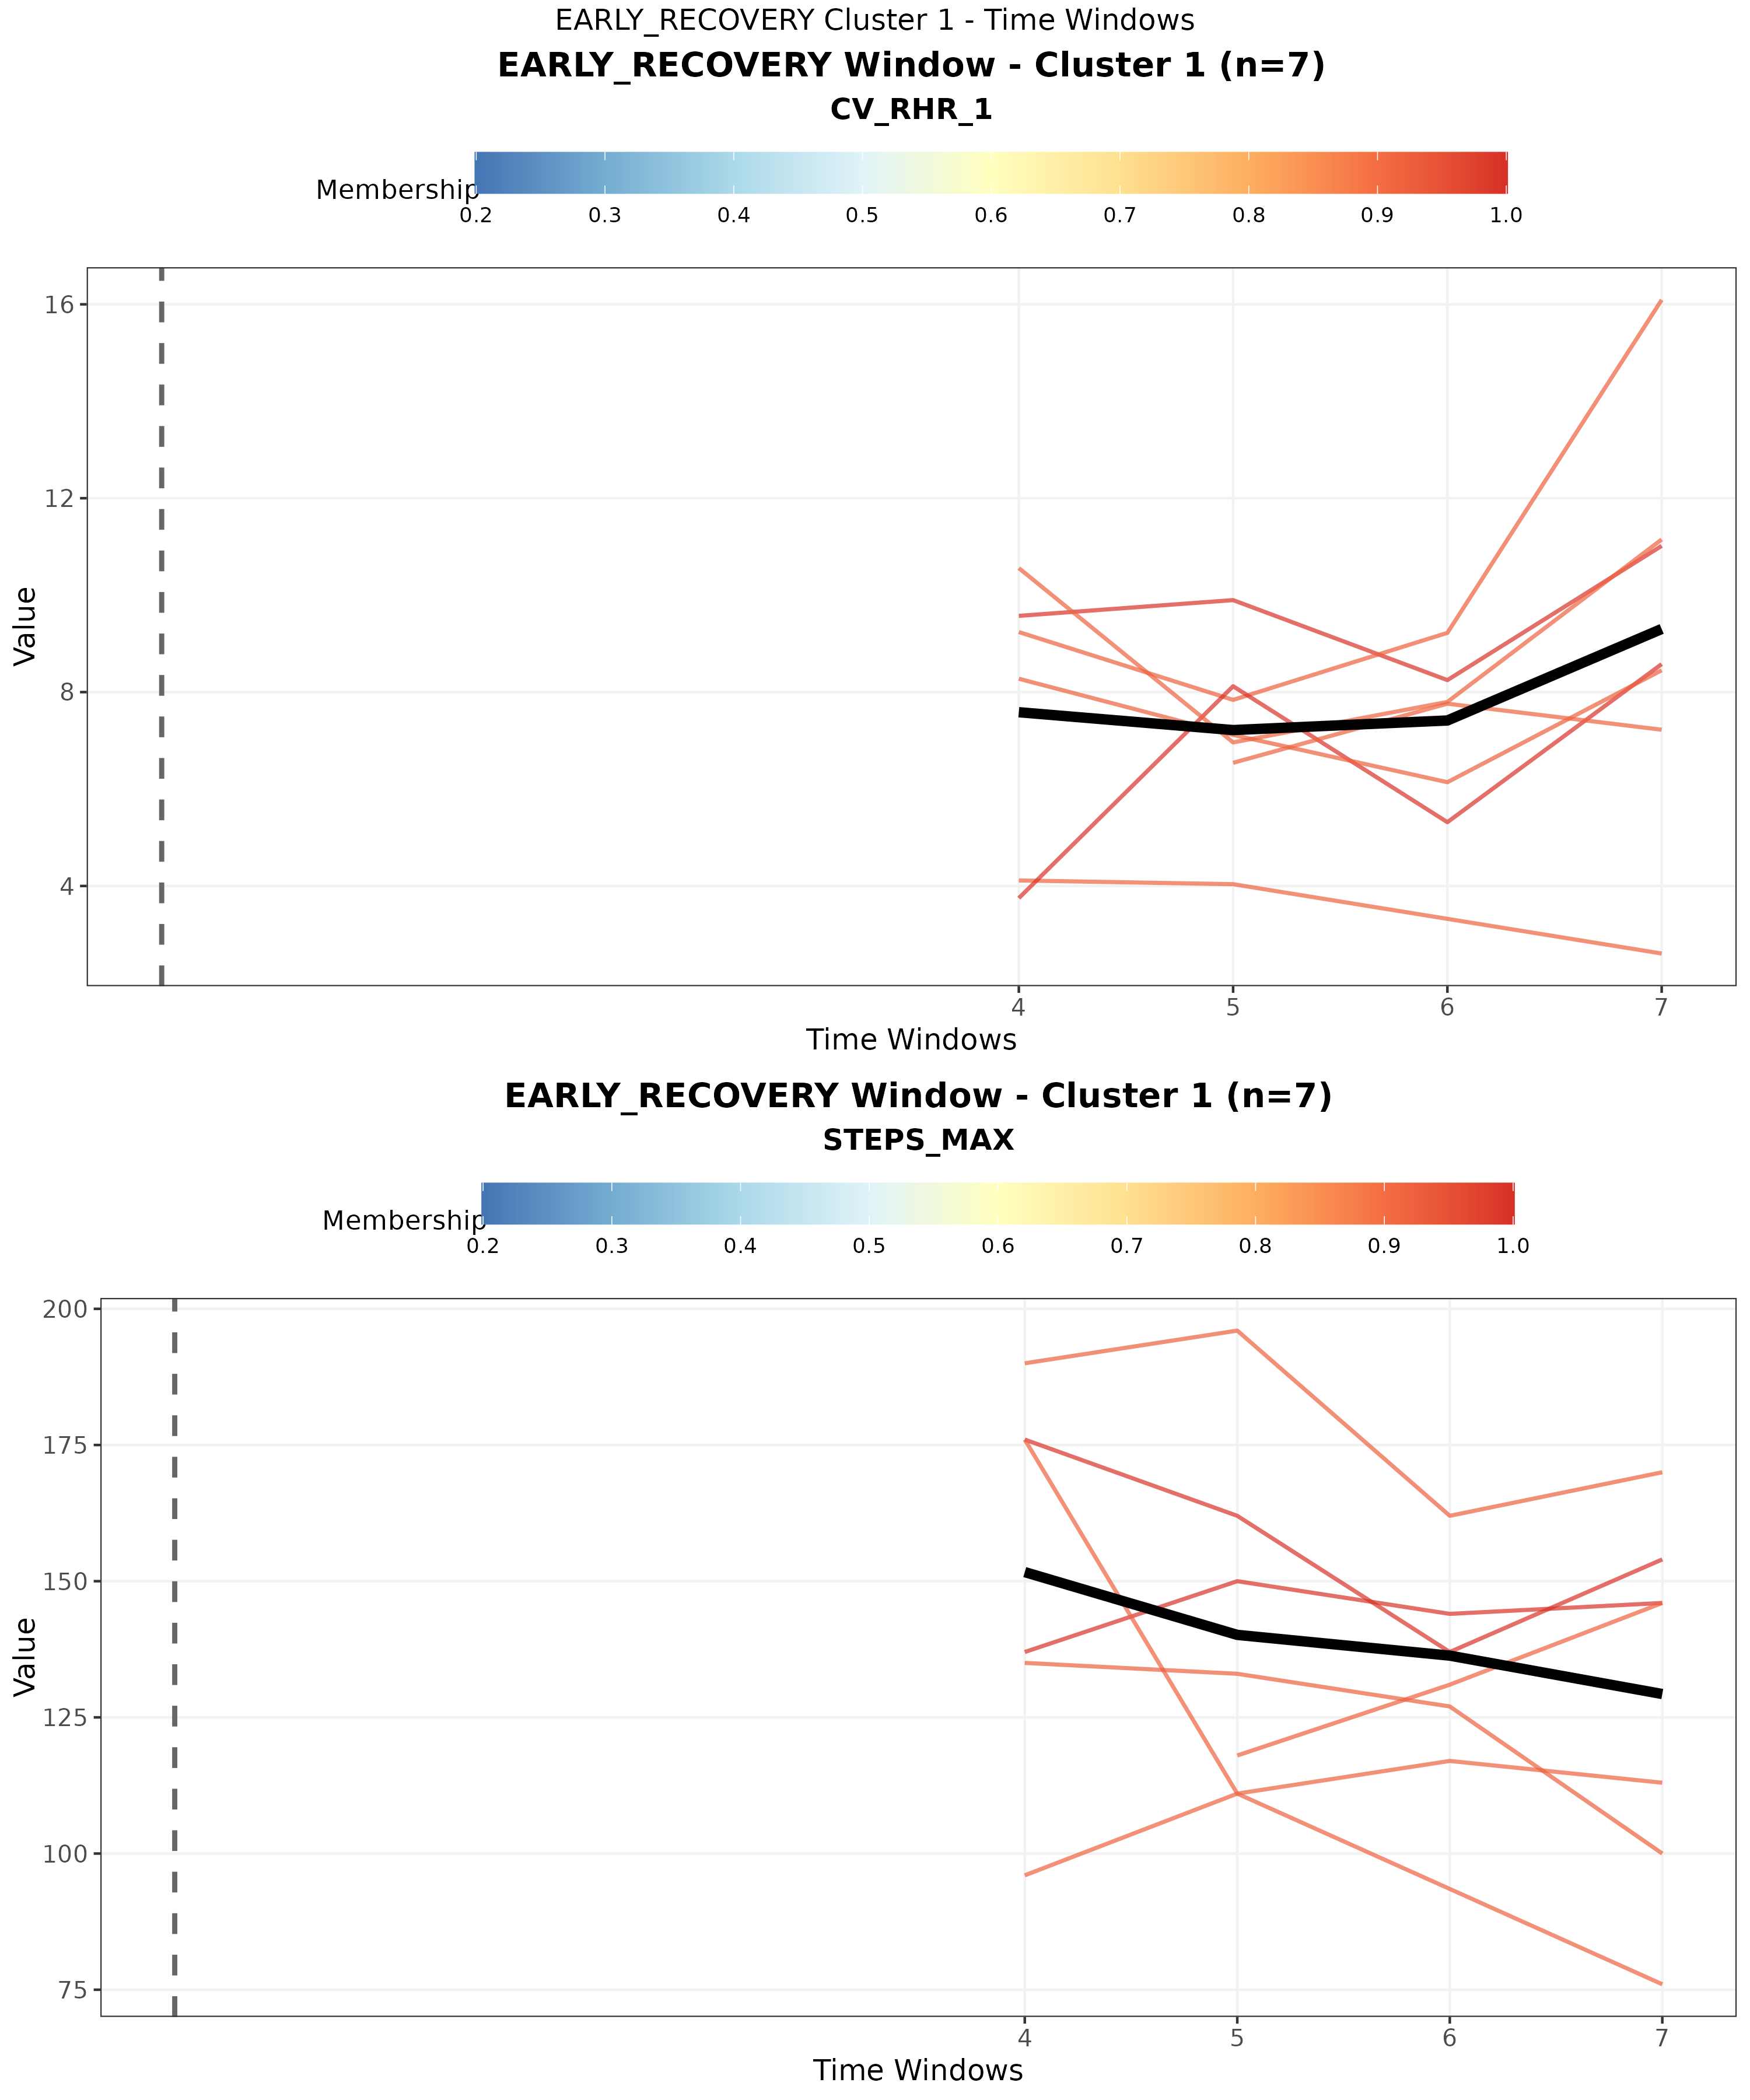 EARLY_RECOVERY Cluster 1 - Time Windows
EARLY_RECOVERY Window - Cluster 1 (n=7)
CV_RHR_1
Membership
0.2 0.3 0.4 0.5 0.6 0.7 0.8 0.9 1.0
16
12
8
4
Value
4 5 6 7
Time Windows
EARLY_RECOVERY Window - Cluster 1 (n=7)
STEPS_MAX
Membership
0.2 0.3 0.4 0.5 0.6 0.7 0.8 0.9 1.0
200
175
150
125
100
75
Value
4 5 6 7
Time Windows